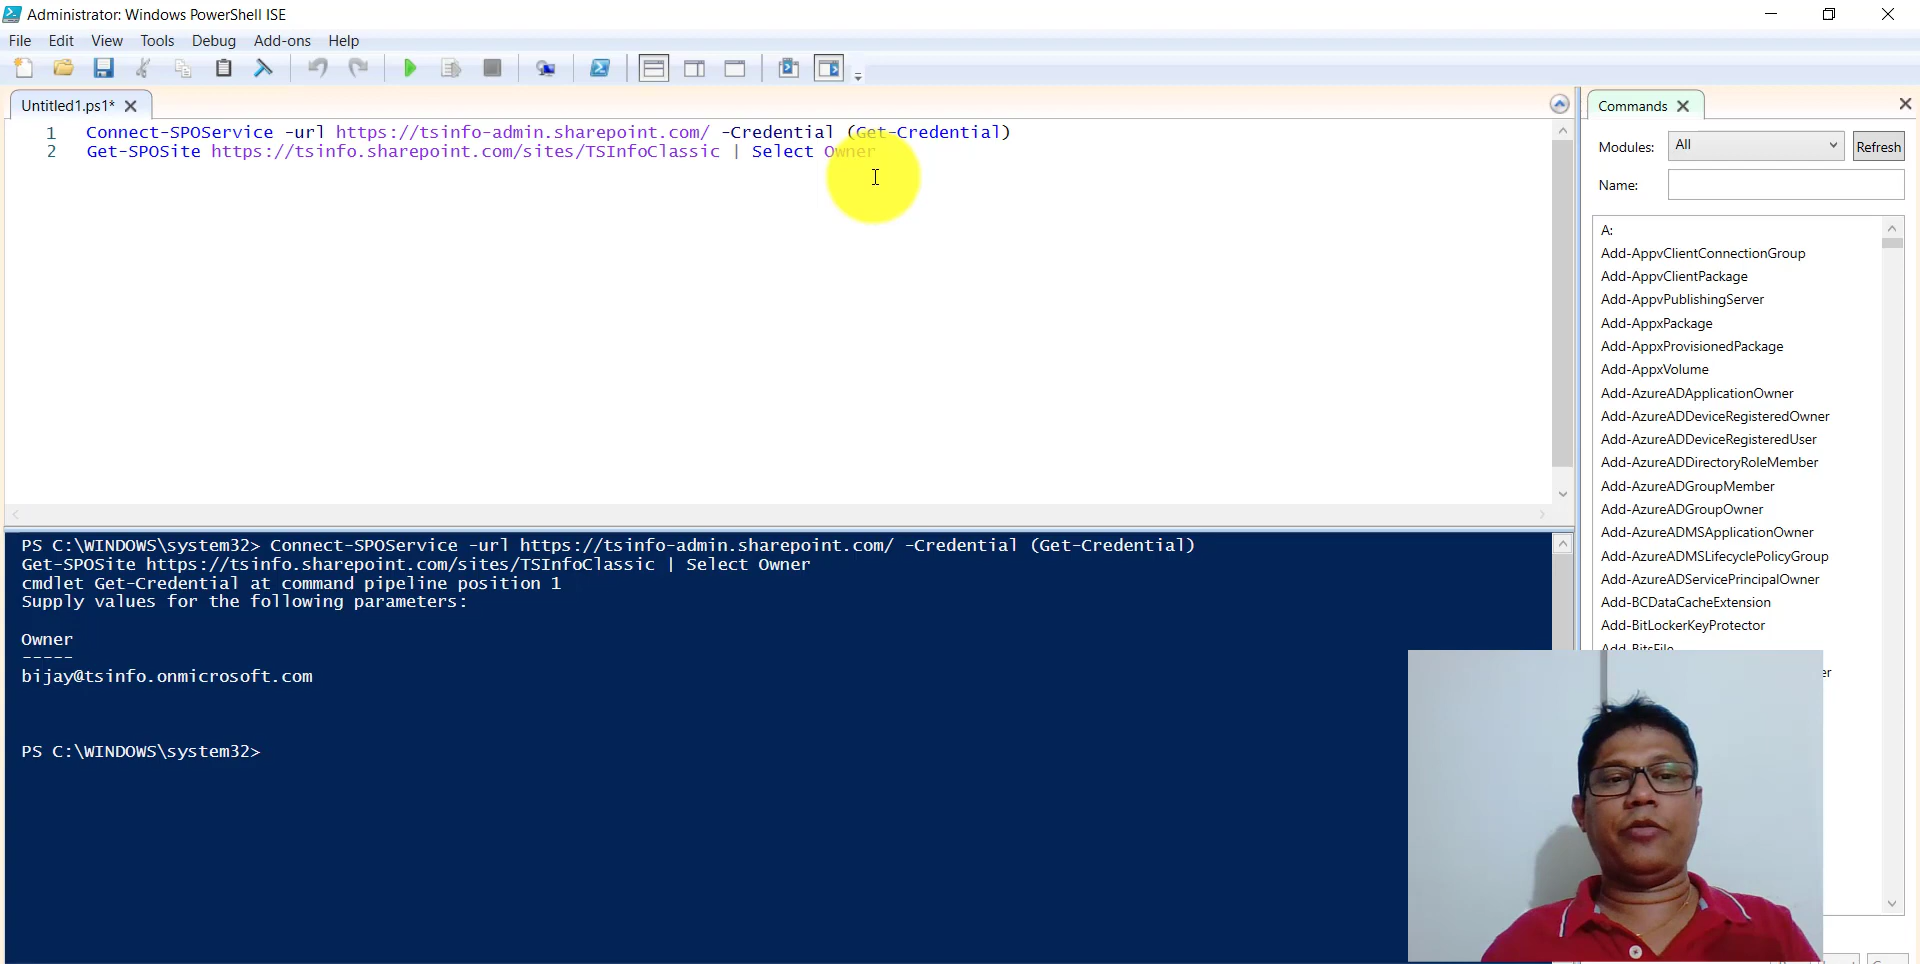 Administrator: Windows PowerShell ISE
File Edit View Tools Debug Add-ons Help
Untitled1.ps1*
1 Connect-SPOService -url https://tsinfo-admin.sharepoint.com/ -Credential (Get-Credential)
2 Get-SPOSite https://tsinfo.sharepoint.com/sites/TSInfoClassic | Select Owner
PS C:\WINDOWS\system32> Connect-SPOService -url https://tsinfo-admin.sharepoint.com/ -Credential (Get-Credential)
Get-SPOSite https://tsinfo.sharepoint.com/sites/TSInfoClassic | Select Owner
cmdlet Get-Credential at command pipeline position 1
Supply values for the following parameters:
Owner
-----
bijay@tsinfo.onmicrosoft.com
PS C:\WINDOWS\system32>
Commands
Modules: All Refresh
Name:
A:
Add-AppvClientConnectionGroup
Add-AppvClientPackage
Add-AppvPublishingServer
Add-AppxPackage
Add-AppxProvisionedPackage
Add-AppxVolume
Add-AzureADApplicationOwner
Add-AzureADDeviceRegisteredOwner
Add-AzureADDeviceRegisteredUser
Add-AzureADDirectoryRoleMember
Add-AzureADGroupMember
Add-AzureADGroupOwner
Add-AzureADMSApplicationOwner
Add-AzureADMSLifecyclePolicyGroup
Add-AzureADServicePrincipalOwner
Add-BCDataCacheExtension
Add-BitLockerKeyProtector
Add-BitsFile
er